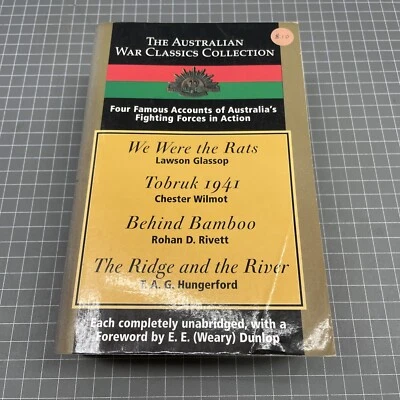 THE AUSTRALIAN
WAR CLASSICS COLLECTION
Four Famous Accounts of Australia's
Fighting Forces in Action
We Were the Rats
Lawson Glassop
Tobruk 1941
Chester Wilmot
Behind Bamboo
Rohan D. Rivett
The Ridge and the River
T. A. G. Hungerford
Each completely unabridged, with a
Foreword by E. E. (Weary) Dunlop